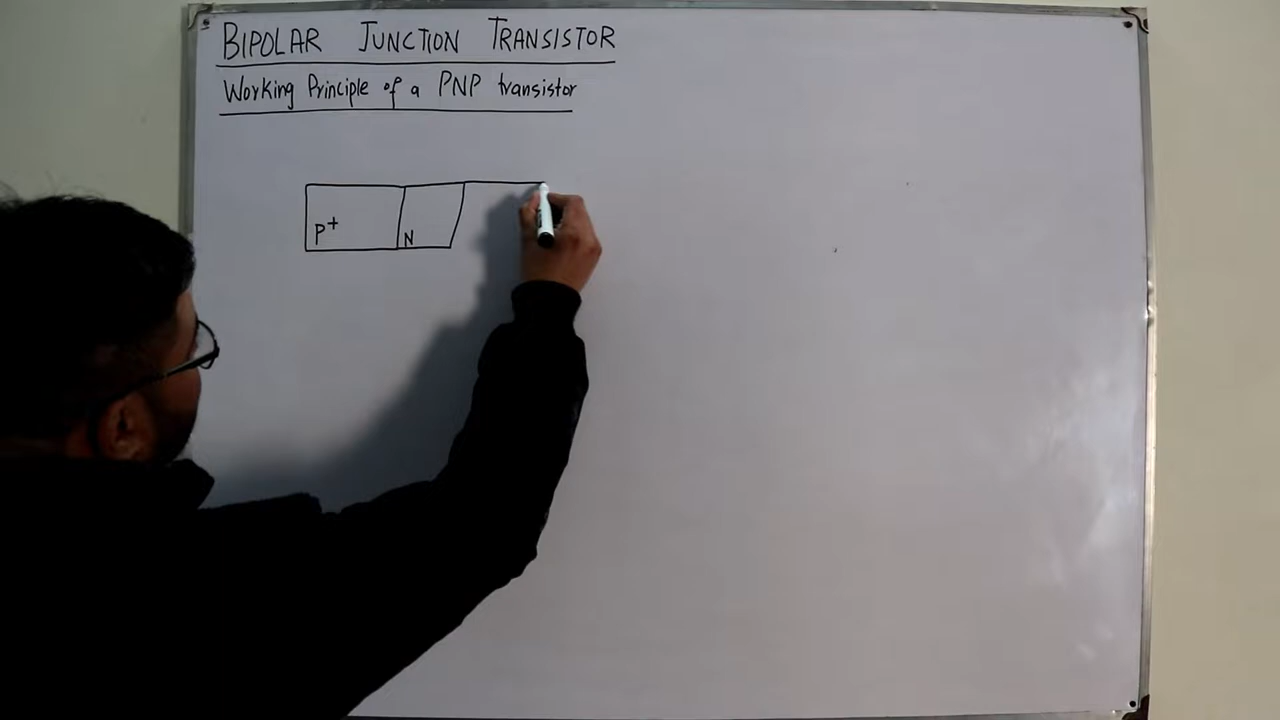 BIPOLAR JUNCTION TRANSISTOR
Working Principle of a PNP transistor
P+ N